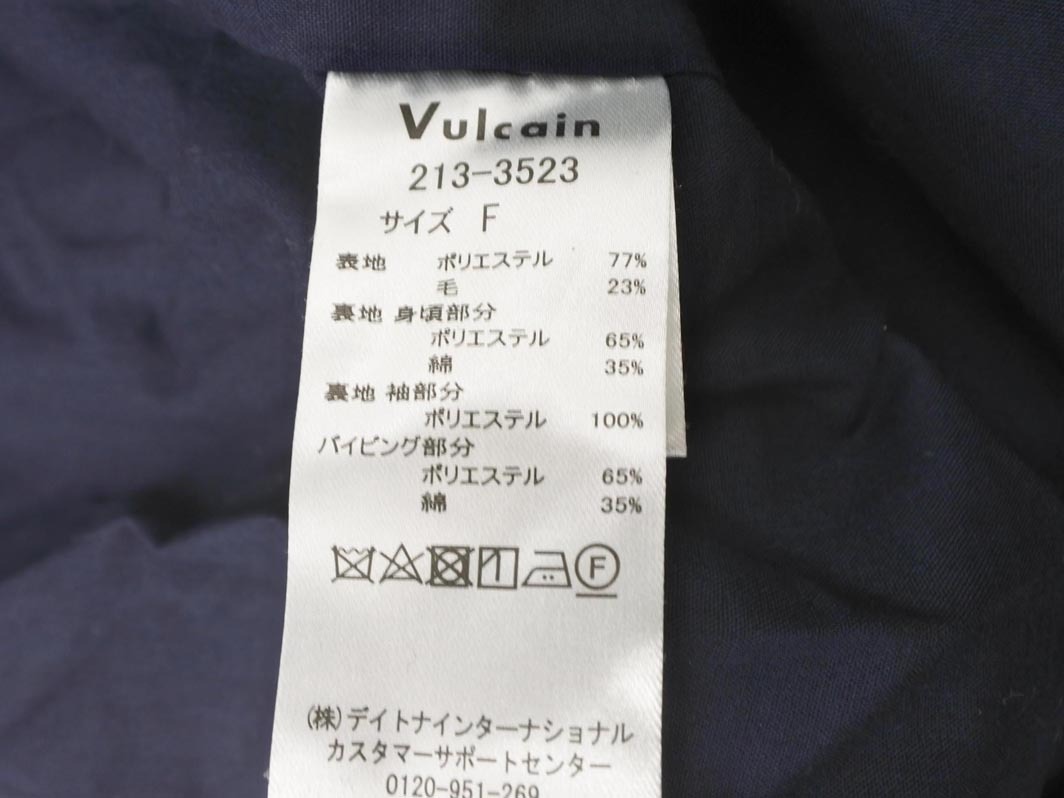 Vulcain
213-3523
サイズ F
表地 ポリエステル 77%
毛 23%
裏地 身頃部分
ポリエステル 65%
綿 35%
裏地 袖部分
ポリエステル 100%
パイピング部分
ポリエステル 65%
綿 35%
F
(株)デイトナインターナショナル
カスタマーサポートセンター
0120-951-269